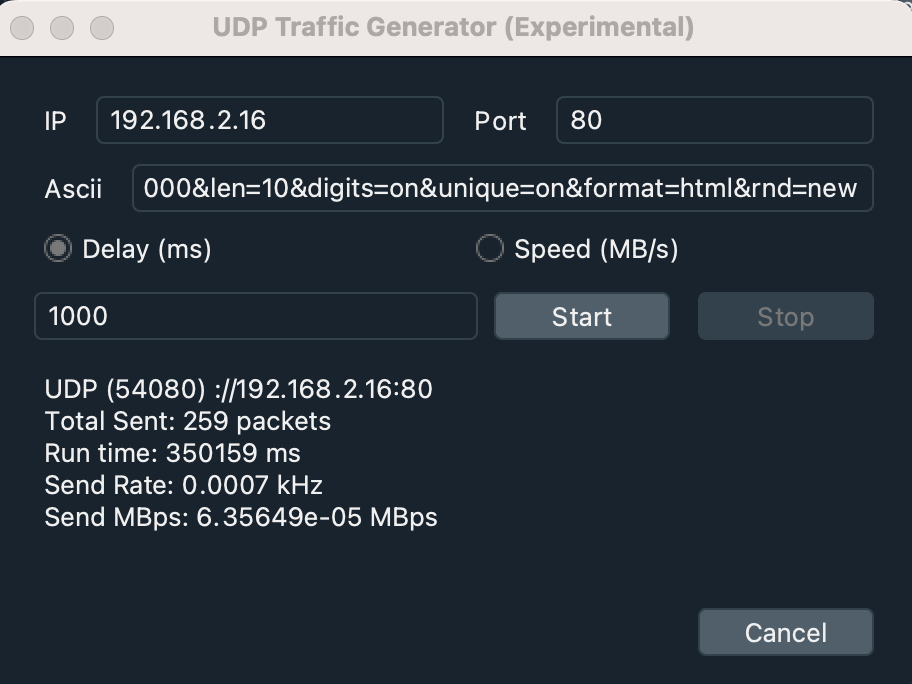 UDP Traffic Generator (Experimental)
IP 192.168.2.16 Port 80
Ascii 000&len=10&digits=on&unique=on&format=html&rnd=new
Delay (ms) Speed (MB/s)
1000 Start Stop
UDP (54080) ://192.168.2.16:80
Total Sent: 259 packets
Run time: 350159 ms
Send Rate: 0.0007 kHz
Send MBps: 6.35649e-05 MBps
Cancel